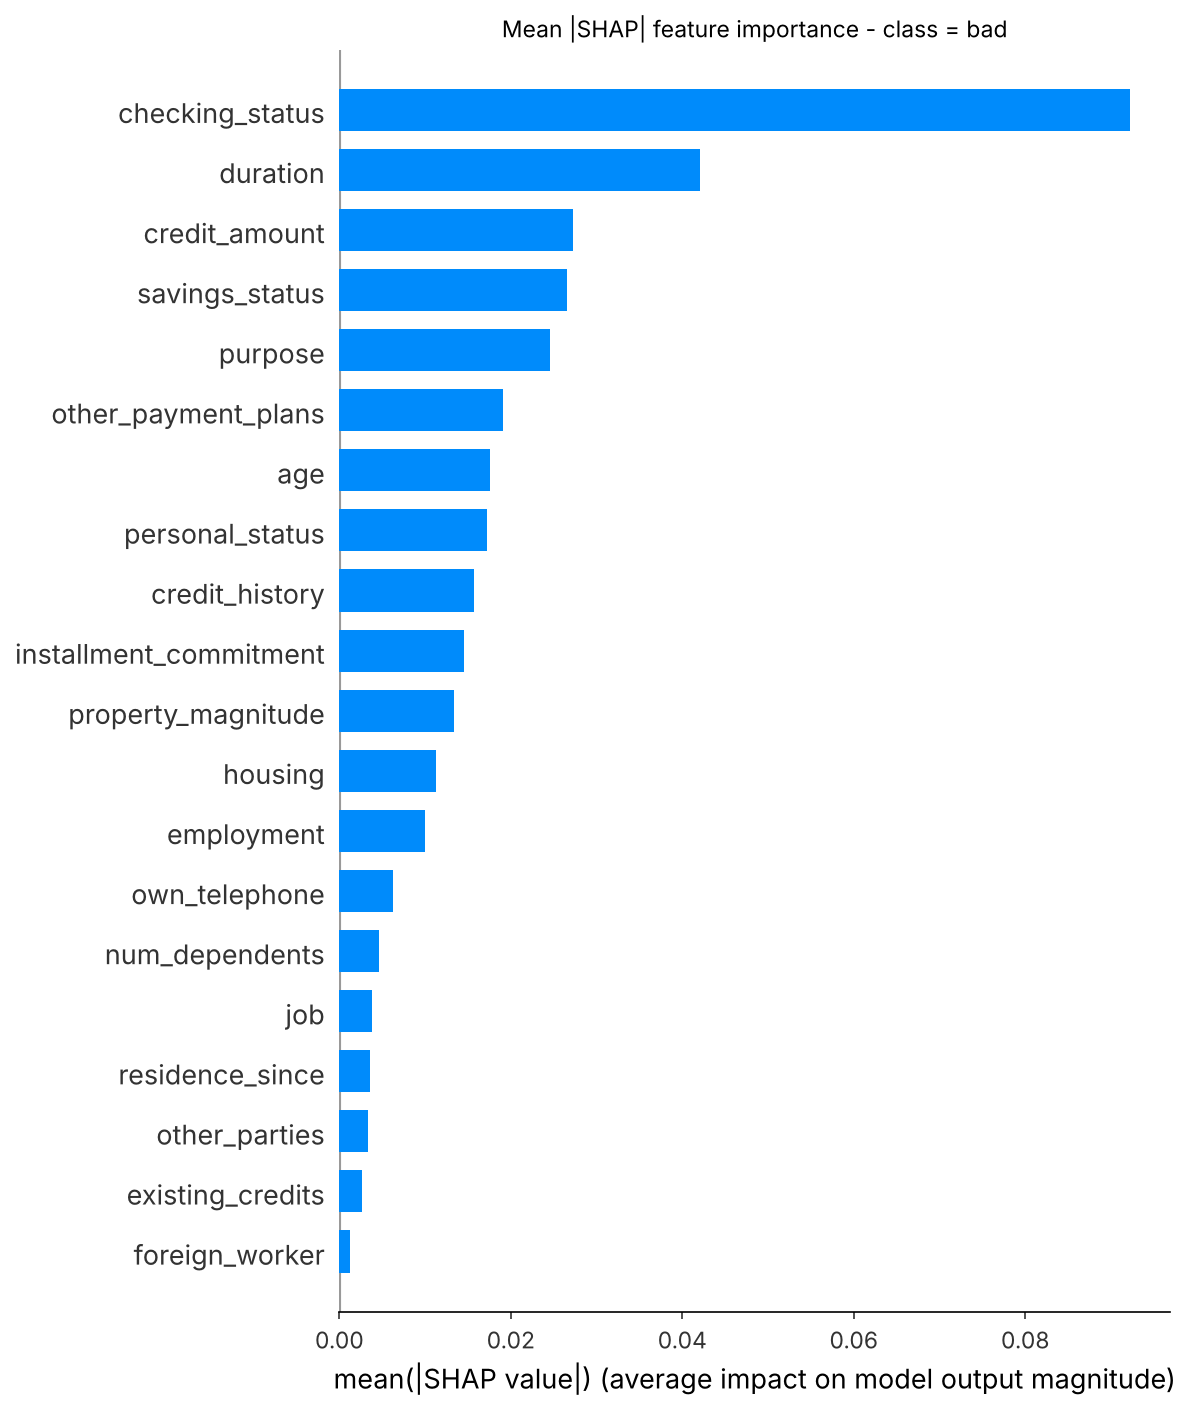 Mean |SHAP| feature importance - class = bad
checking_status
duration
credit_amount
savings_status
purpose
other_payment_plans
age
personal_status
credit_history
installment_commitment
property_magnitude
housing
employment
own_telephone
num_dependents
job
residence_since
other_parties
existing_credits
foreign_worker
0.00 0.02 0.04 0.06 0.08
mean(|SHAP value|) (average impact on model output magnitude)